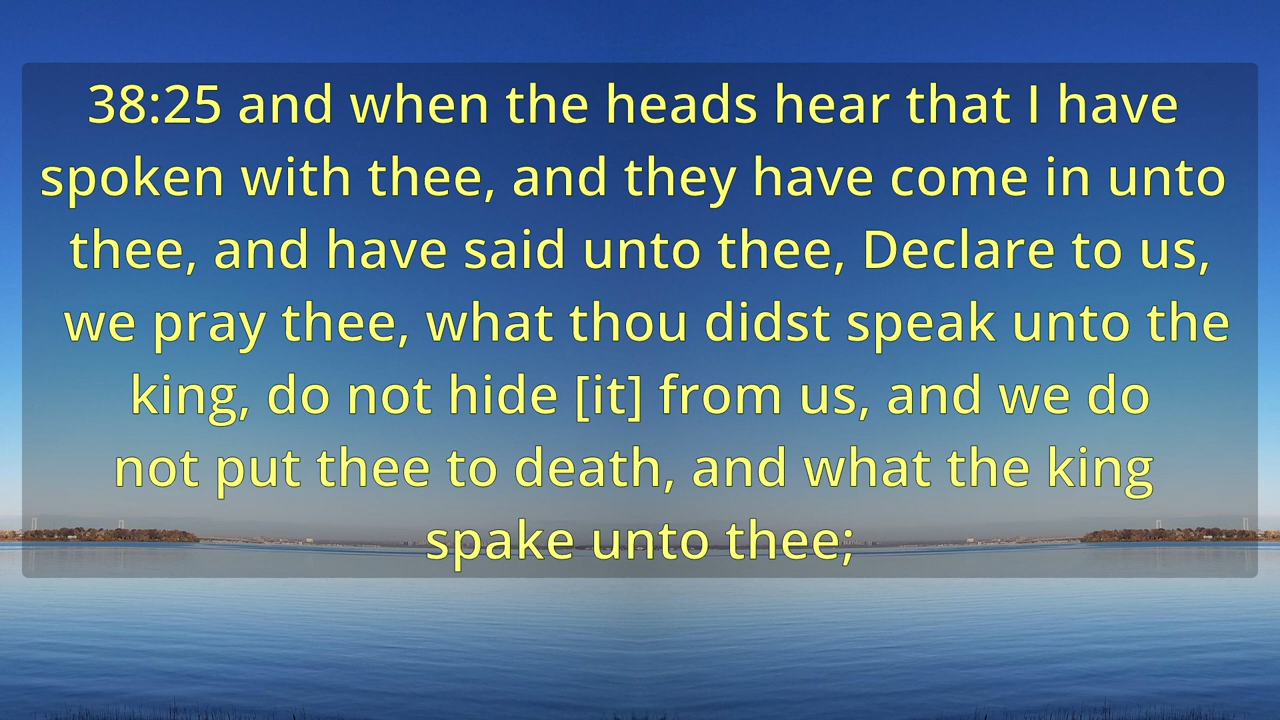 38:25 and when the heads hear that I have
spoken with thee, and they have come in unto
thee, and have said unto thee, Declare to us,
we pray thee, what thou didst speak unto the
king, do not hide [it] from us, and we do
not put thee to death, and what the king
spake unto thee;